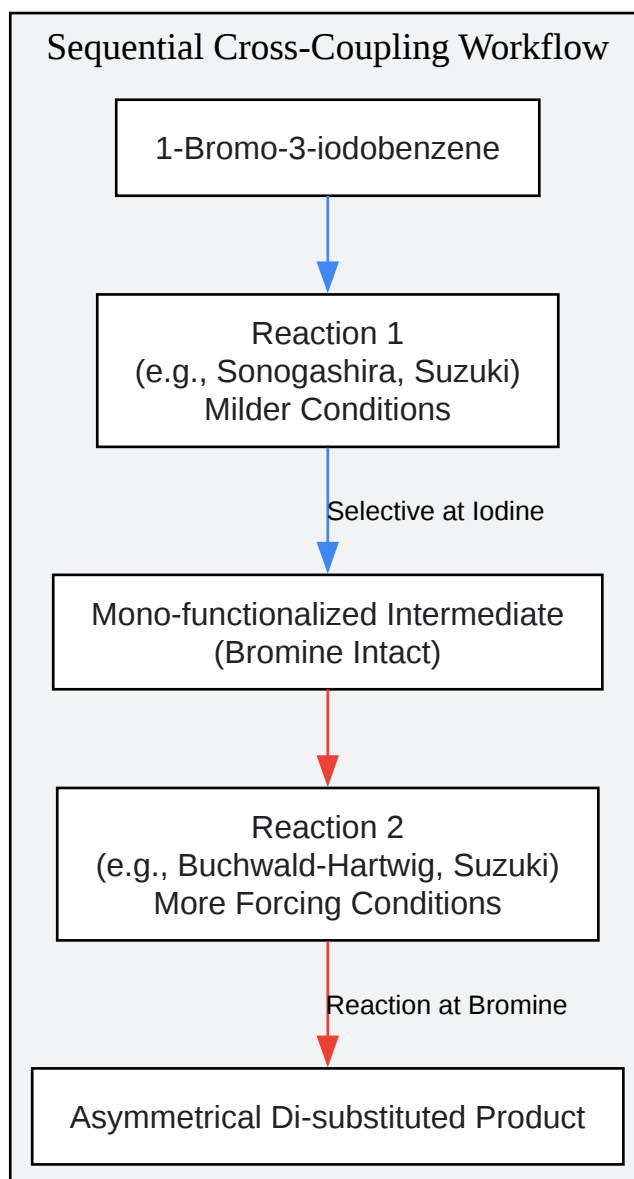 Sequential Cross-Coupling Workflow
1-Bromo-3-iodobenzene
Reaction 1
(e.g., Sonogashira, Suzuki)
Milder Conditions
Selective at Iodine
Mono-functionalized Intermediate
(Bromine Intact)
Reaction 2
(e.g., Buchwald-Hartwig, Suzuki)
More Forcing Conditions
Reaction at Bromine
Asymmetrical Di-substituted Product